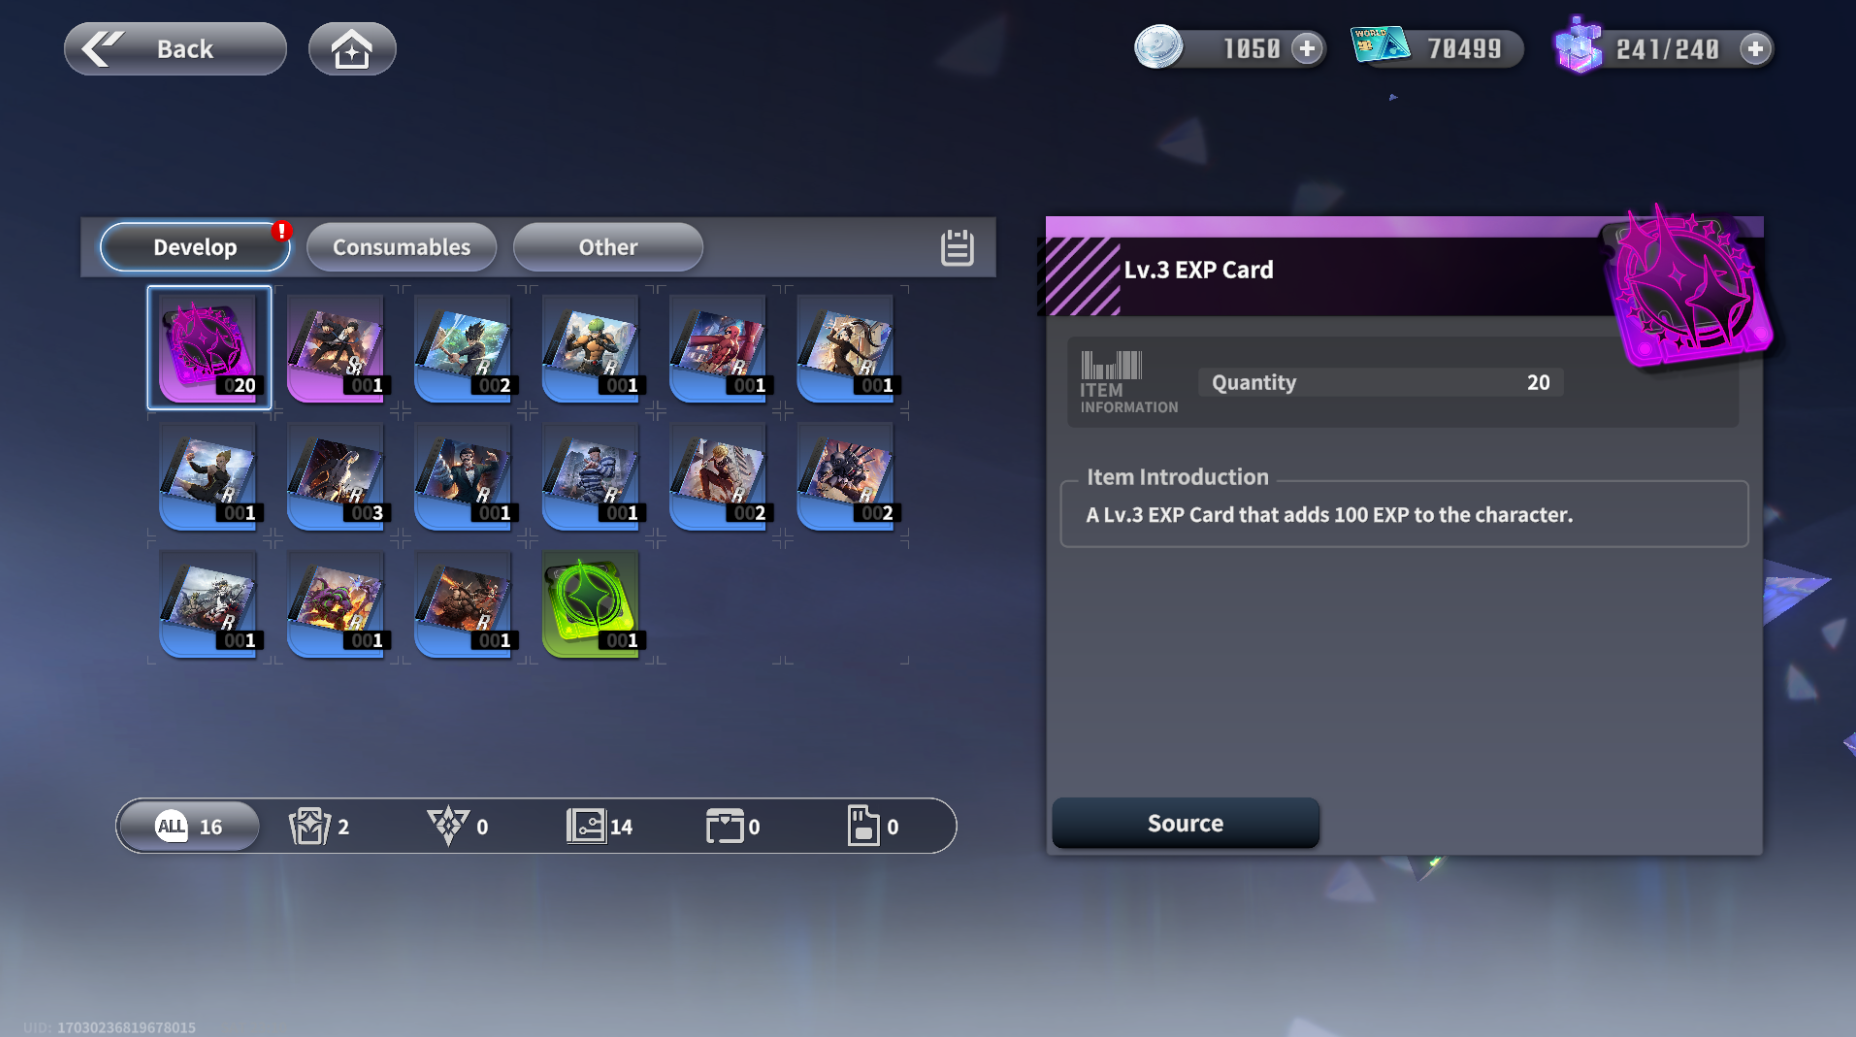 Back
1050
WORLD
70499
241/240
Develop
!
Consumables
Other
020
SR
001
R
002
R
001
R
001
R
001
R
001
R
003
R
001
R
001
R
002
R
002
R
001
R
001
R
001
001
ALL 16
2
0
14
0
0
Lv.3 EXP Card
ITEM
INFORMATION
Quantity 20
Item Introduction
A Lv.3 EXP Card that adds 100 EXP to the character.
Source
UID: 17030236819678015